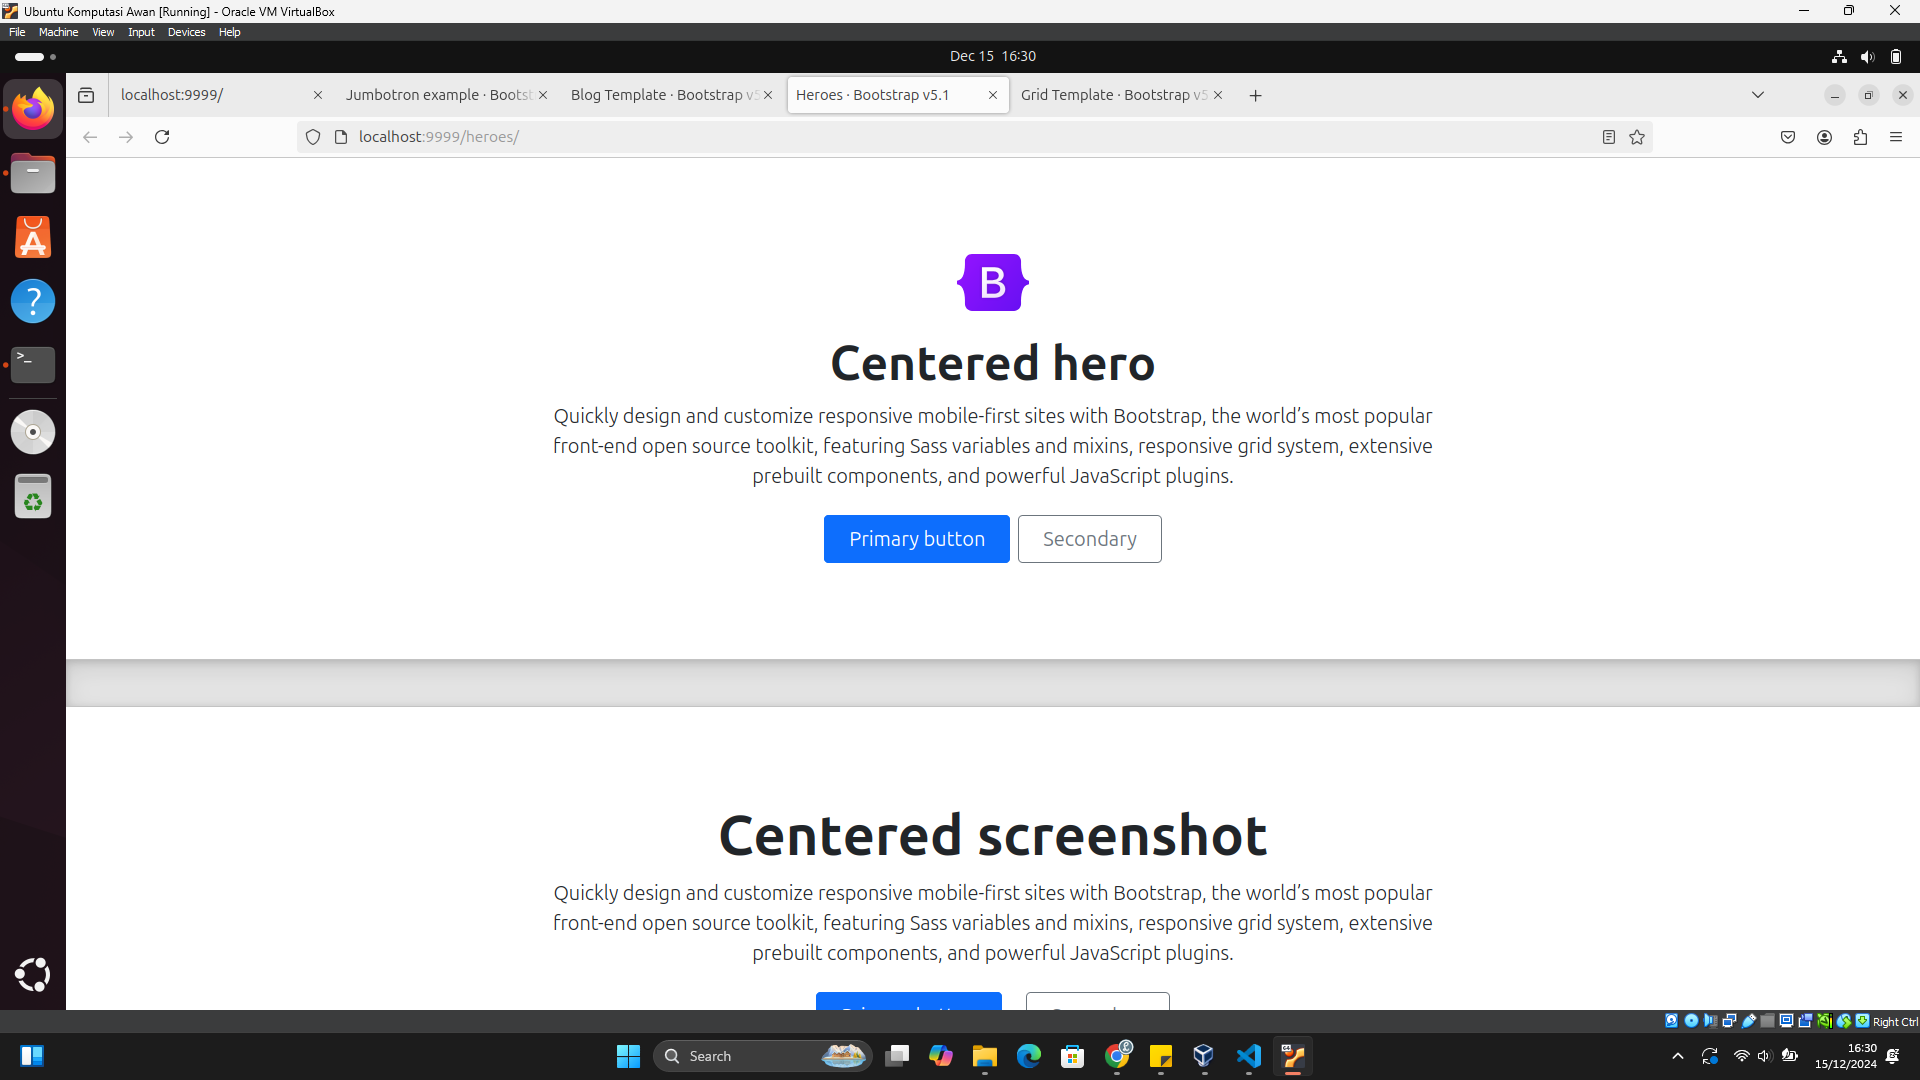 Ubuntu Komputasi Awan [Running] - Oracle VM VirtualBox
File Machine View Input Devices Help
Dec 15 16:30
localhost:9999/
Jumbotron example · Boots
Blog Template · Bootstrap v5
Heroes · Bootstrap v5.1
Grid Template · Bootstrap v5
localhost:9999/heroes/
B
Centered hero
Quickly design and customize responsive mobile-first sites with Bootstrap, the world’s most popular
front-end open source toolkit, featuring Sass variables and mixins, responsive grid system, extensive
prebuilt components, and powerful JavaScript plugins.
Primary button
Secondary
Centered screenshot
Quickly design and customize responsive mobile-first sites with Bootstrap, the world’s most popular
front-end open source toolkit, featuring Sass variables and mixins, responsive grid system, extensive
prebuilt components, and powerful JavaScript plugins.
Right Ctrl
Search
16:30
15/12/2024